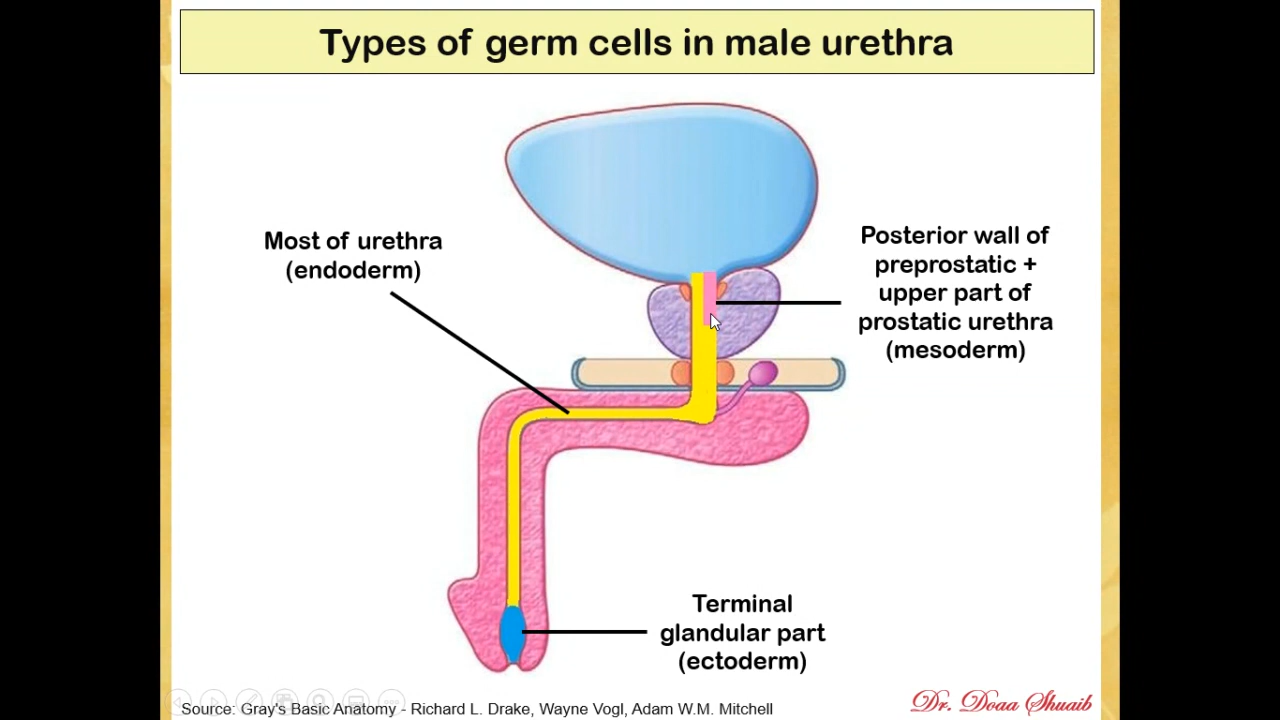 Types of germ cells in male urethra
Most of urethra
(endoderm)
Posterior wall of
preprostatic +
upper part of
prostatic urethra
(mesoderm)
Terminal
glandular part
(ectoderm)
Source: Gray's Basic Anatomy - Richard L. Drake, Wayne Vogl, Adam W.M. Mitchell
Dr. Doaa Shuaib